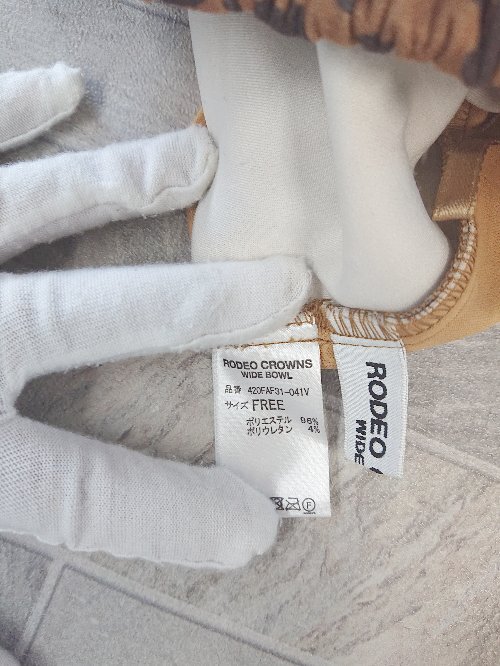 RODEO CROWNS
WIDE BOWL
品番 420FAF31-041V
サイズ FREE
ポリエステル 96%
ポリウレタン 4%
RODEO
WIDE